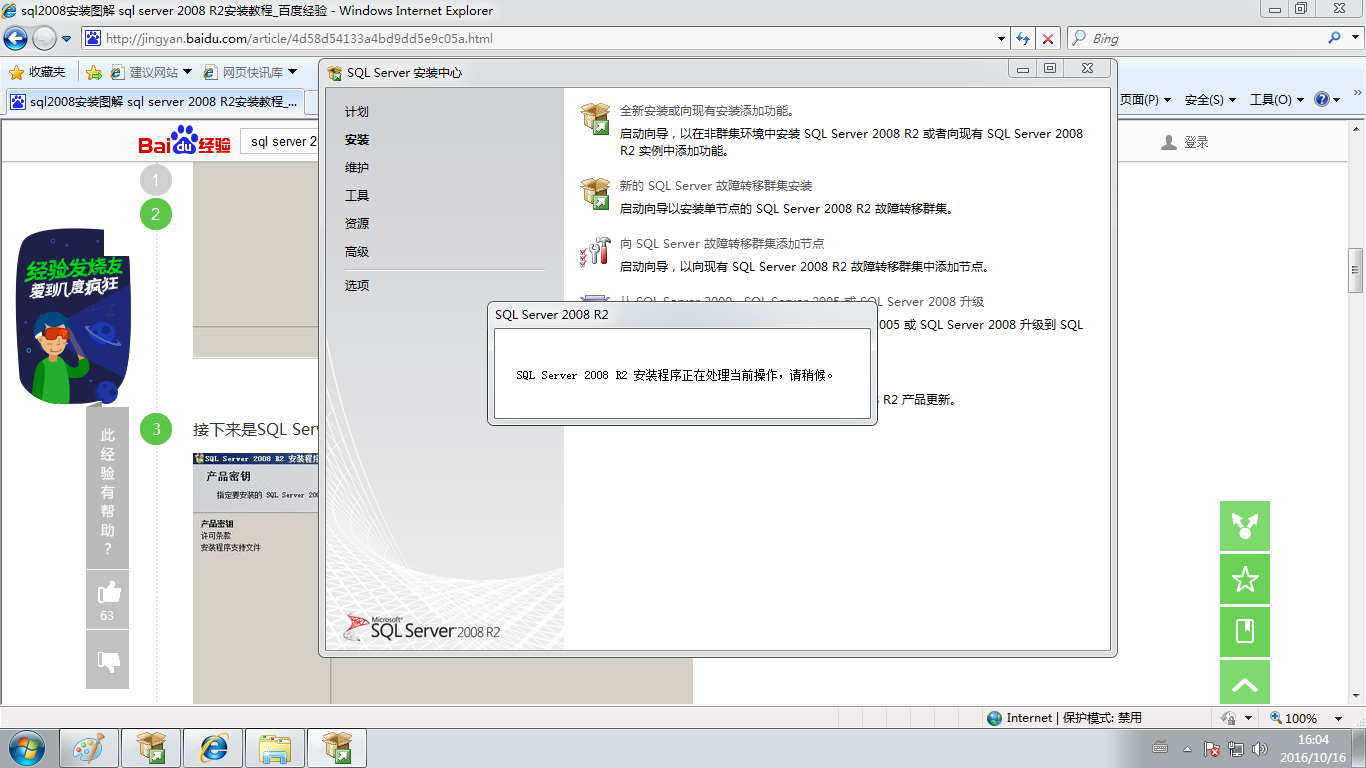 sql2008安装图解 sql server 2008 R2安装教程_百度经验 - Windows Internet Explorer
http://jingyan.baidu.com/article/4d58d54133a4bd9dd5e9c05a.html
Bing
收藏夹
建议网站
网页快讯库
sql2008安装图解 sql server 2008 R2安装教程_...
页面(P)
安全(S)
工具(O)
Bai du 经验
sql server 2
登录
1
2
经验发烧友
爱到几度疯狂
此经验有帮助?
63
3
接下来是SQL Serv
SQL Server 2008 R2 安装程序
产品密钥
指定要安装的 SQL Server 200
产品密钥
许可条款
安装程序支持文件
SQL Server 安装中心
计划
安装
维护
工具
资源
高级
选项
Microsoft
SQL Server 2008 R2
全新安装或向现有安装添加功能。
启动向导，以在非群集环境中安装 SQL Server 2008 R2 或者向现有 SQL Server 2008
R2 实例中添加功能。
新的 SQL Server 故障转移群集安装
启动向导以安装单节点的 SQL Server 2008 R2 故障转移群集。
向 SQL Server 故障转移群集添加节点
启动向导，以向现有 SQL Server 2008 R2 故障转移群集中添加节点。
从 SQL Server 2000、SQL Server 2005 或 SQL Server 2008 升级
005 或 SQL Server 2008 升级到 SQL
R2 产品更新。
SQL Server 2008 R2
SQL Server 2008 R2 安装程序正在处理当前操作，请稍候。
Internet | 保护模式: 禁用
100%
16:04
2016/10/16